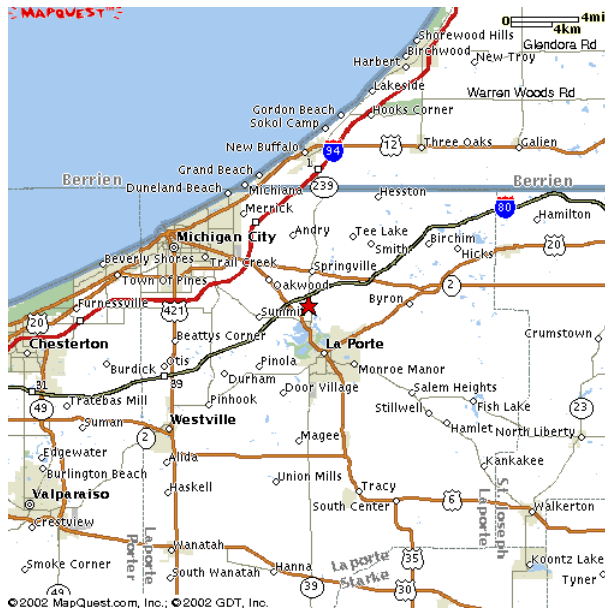 MAPQUEST
4mi
4km
Shorewood Hills
Glendora Rd
Birchwood
Harbert
New Troy
Lakeside
Warren Woods Rd
Gordon Beach
Hooks Corner
Sokol Camp
New Buffalo
94
12
Three Oaks
Galien
1
Grand Beach
Berrien
239
Berrien
Duneland Beach
Michiana
Hesston
80
Merrick
Hamilton
Andry
Tee Lake
Michigan City
Smith
Birchim
20
Hicks
Beverly Shores
Trail Creek
Springville
Town Of Pines
Oakwood
2
Furnessville
421
Summit
Byron
20
Beattys Corner
Crumstown
Chesterton
La Porte
Otis
Pinola
Monroe Manor
Burdick
39
Durham
31
Door Village
Salem Heights
49
Tratebas Mill
Pinhook
Stillwell
Fish Lake
23
Suman
Westville
Hamlet
2
Magee
North Liberty
Edgewater
Alida
Kankakee
Burlington Beach
Union Mills
Haskell
Tracy
St. Joseph
Laporte
Valparaiso
South Center
6
Walkerton
Crestview
Laporte
Porter
Wanatah
Laporte
Starke
35
Koontz Lake
Smoke Corner
Hanna
South Wanatah
Tyner
49
39
30
©2002 MapQuest.com, Inc.; ©2002 GDT, Inc.